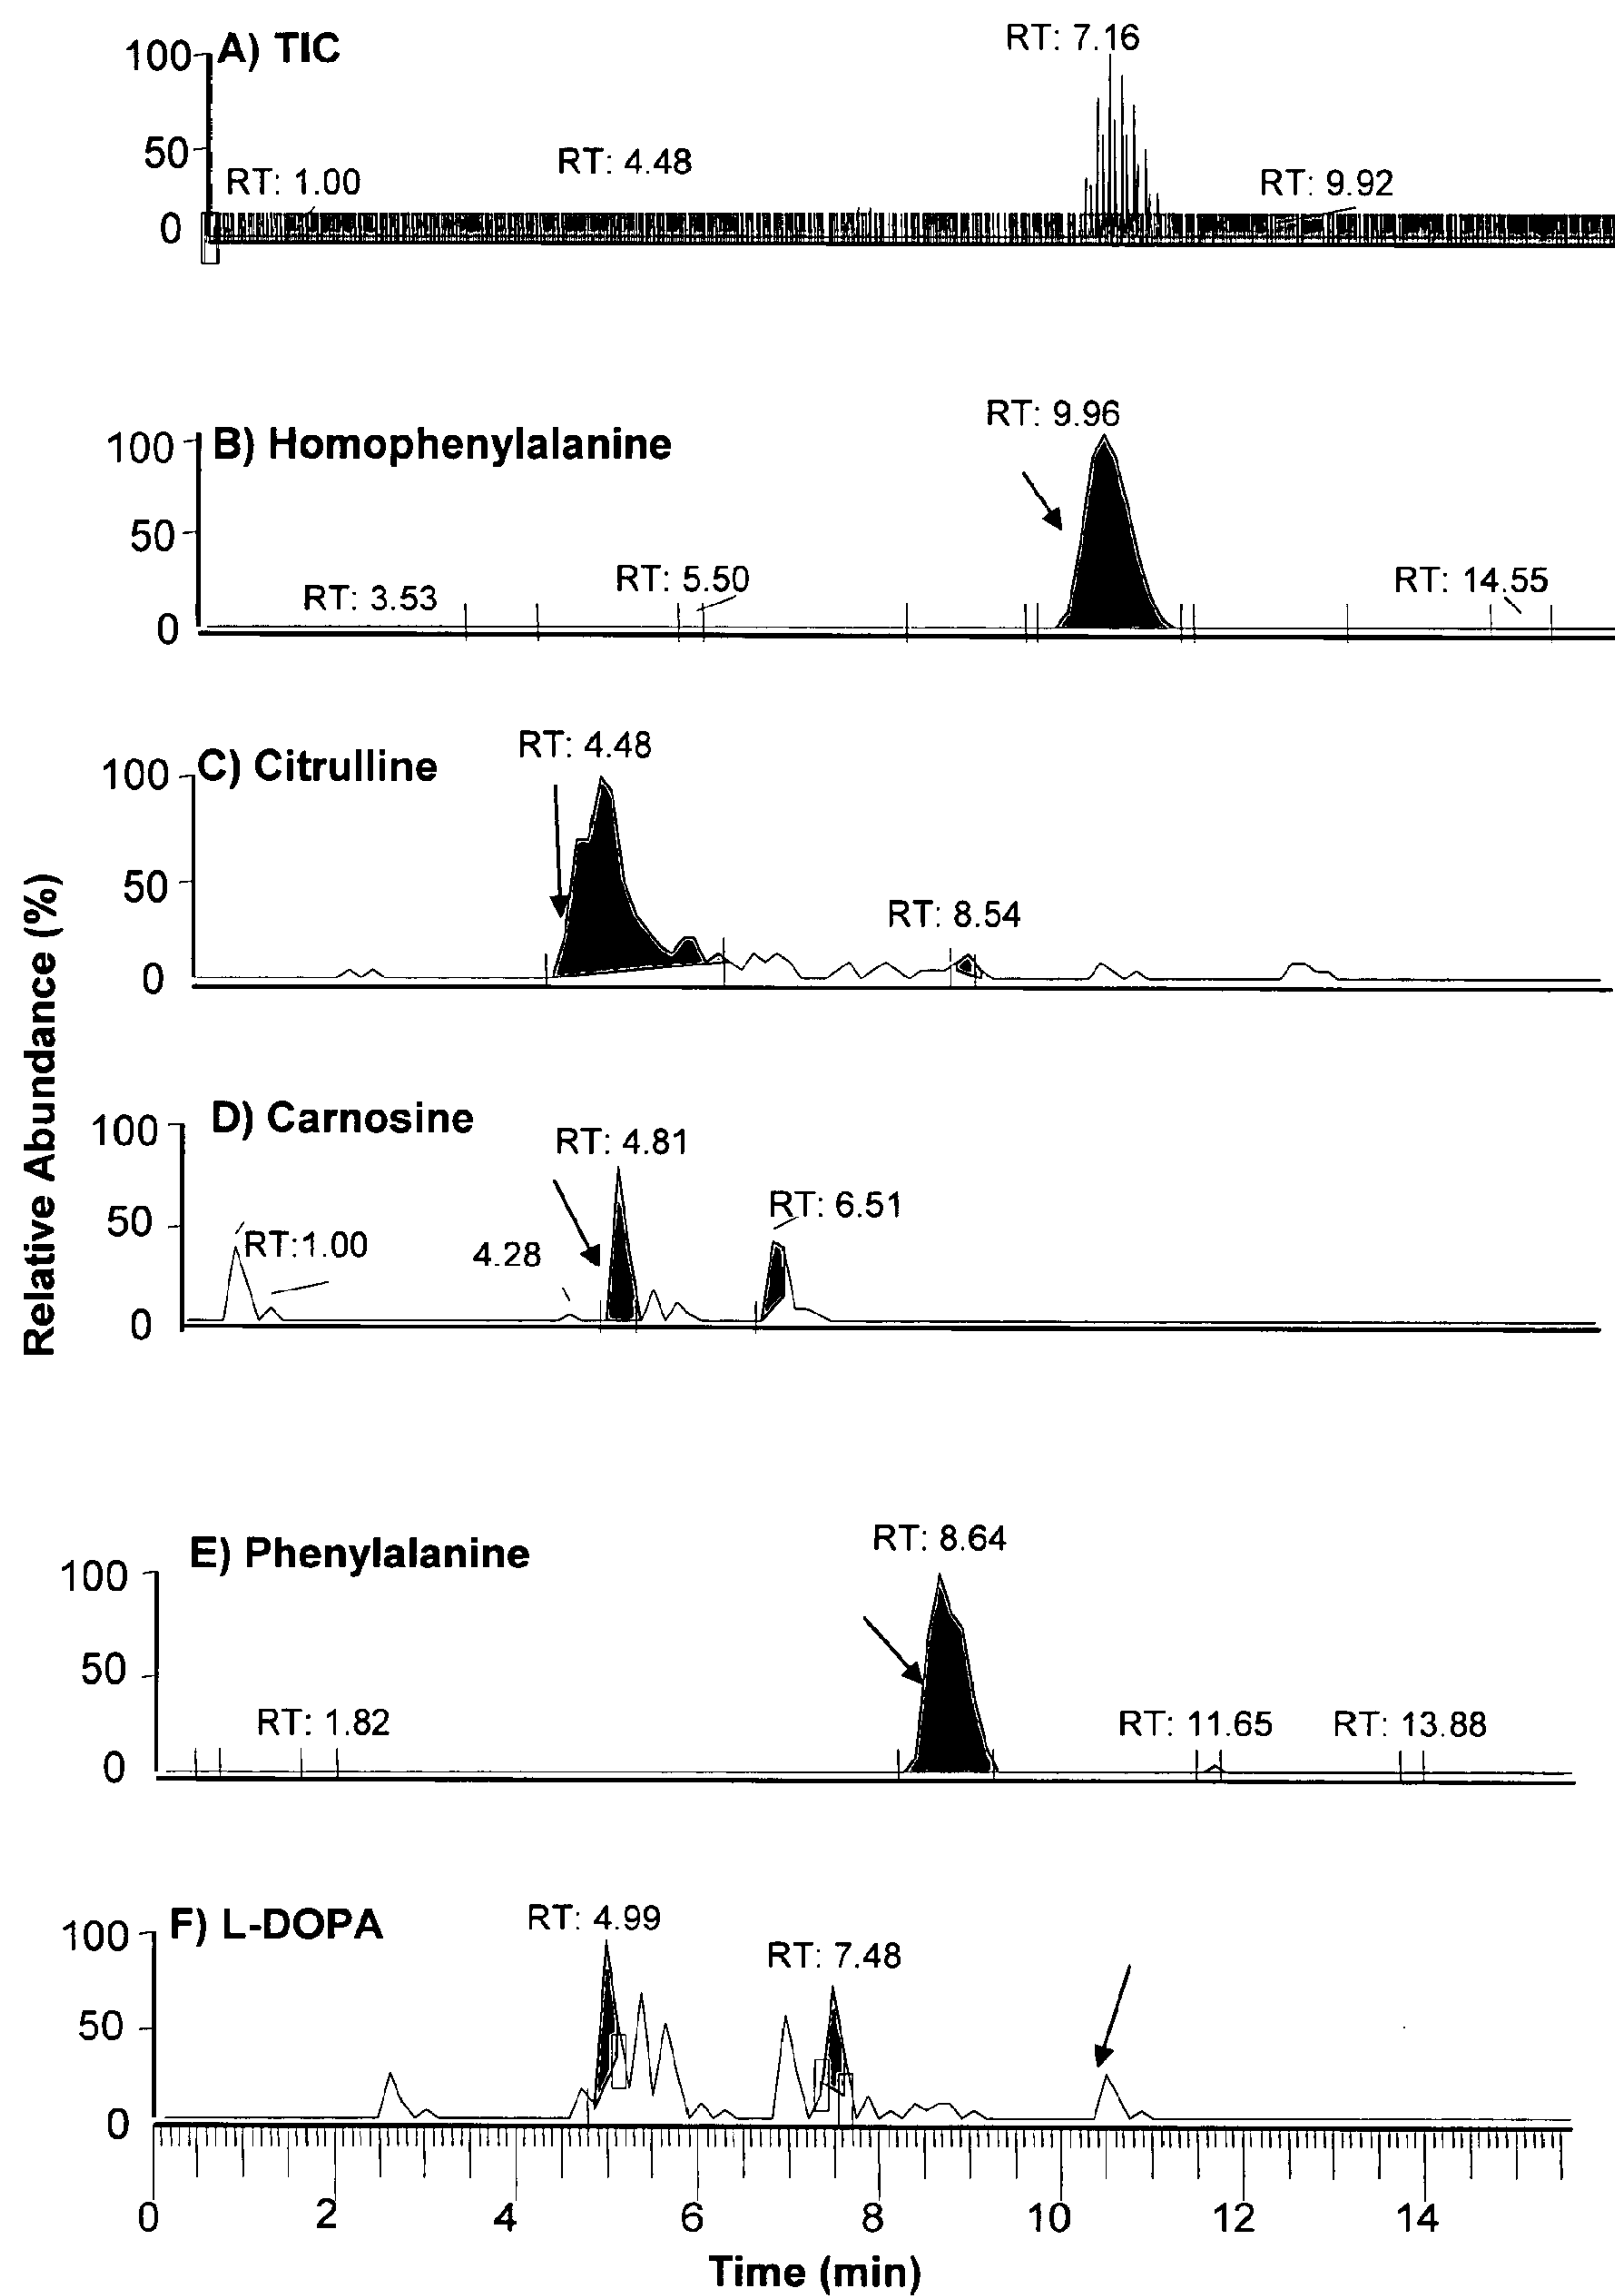 A) TIC
RT: 7.16
100
50
0
RT: 1.00
RT: 4.48
RT: 9.92
B) Homophenylalanine
RT: 9.96
100
50
0
RT: 3.53
RT: 5.50
RT: 14.55
C) Citrulline
RT: 4.48
100
50
0
RT: 8.54
Relative Abundance (%)
D) Carnosine
RT: 4.81
100
50
0
RT:1.00
4.28
RT: 6.51
E) Phenylalanine
RT: 8.64
100
50
0
RT: 1.82
RT: 11.65
RT: 13.88
F) L-DOPA
RT: 4.99
RT: 7.48
100
50
0
0 2 4 6 8 10 12 14
Time (min)